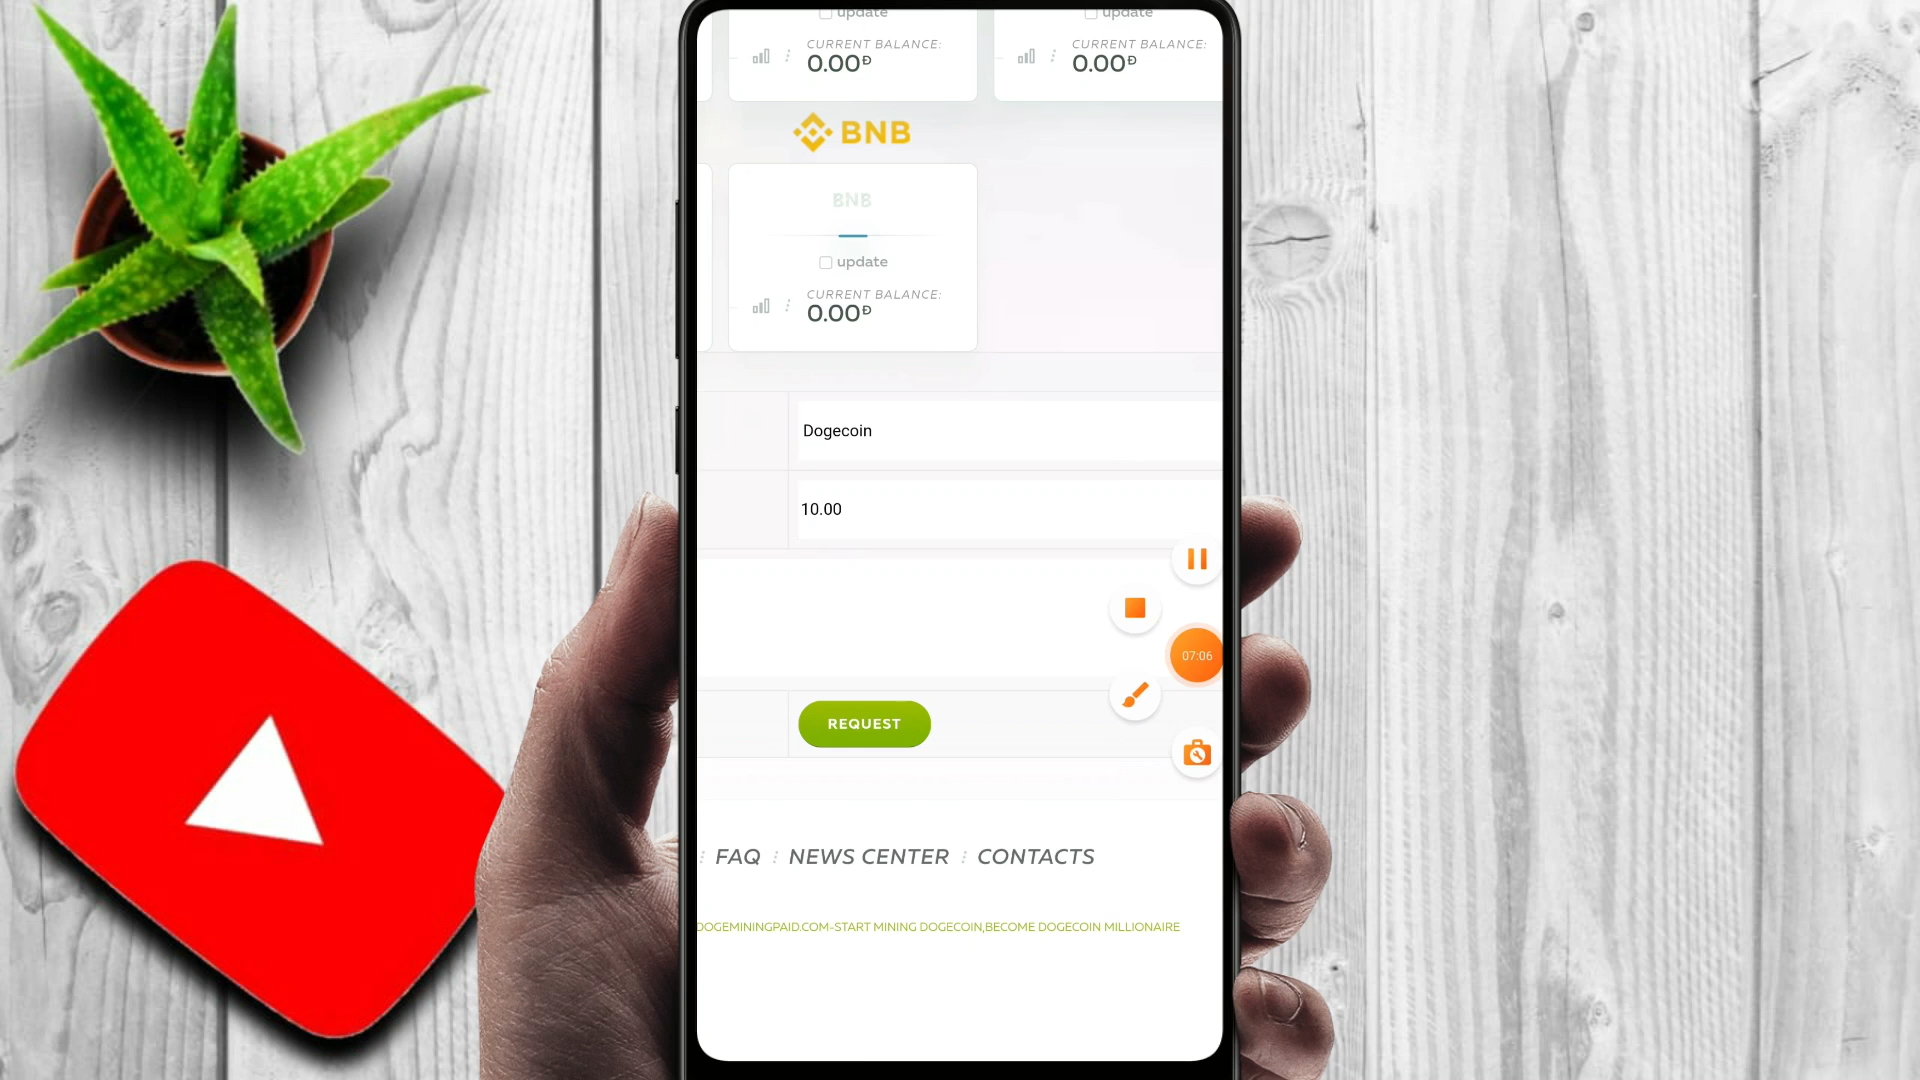 update update
CURRENT BALANCE: CURRENT BALANCE:
0.00Ð 0.00Ð
BNB
BNB
update
CURRENT BALANCE:
0.00Ð
Dogecoin
10.00
07:06
REQUEST
FAQ NEWS CENTER CONTACTS
DOGEMININGPAID.COM-START MINING DOGECOIN,BECOME DOGECOIN MILLIONAIRE